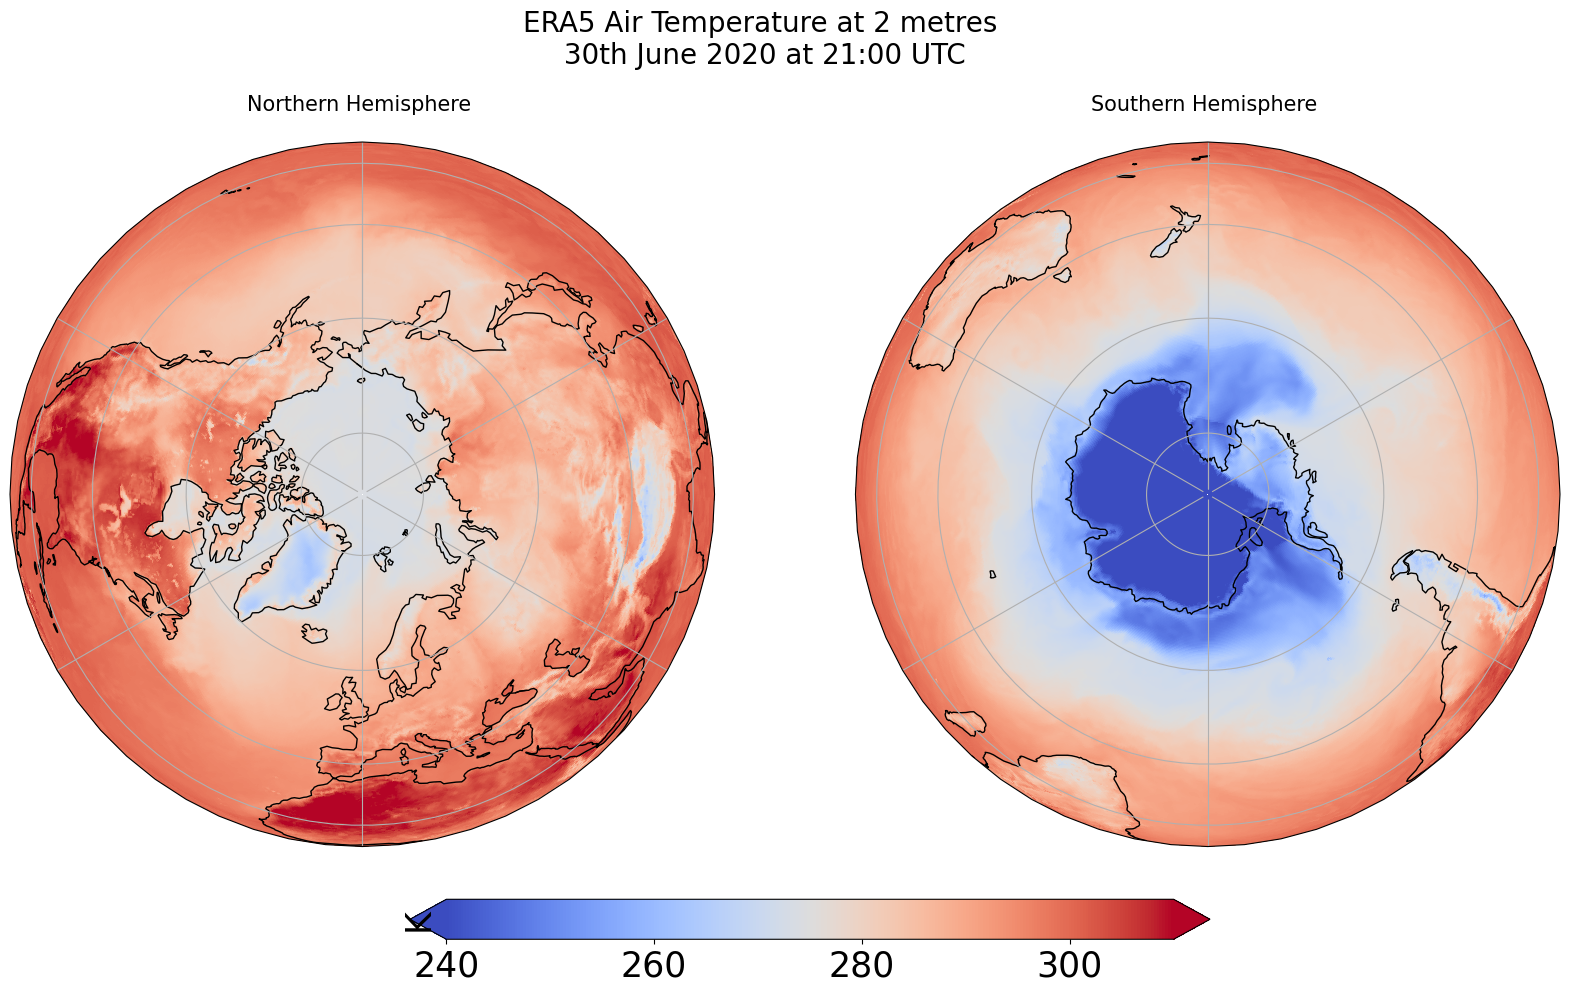 ERA5 Air Temperature at 2 metres
30th June 2020 at 21:00 UTC
Northern Hemisphere
Southern Hemisphere
K
240 260 280 300